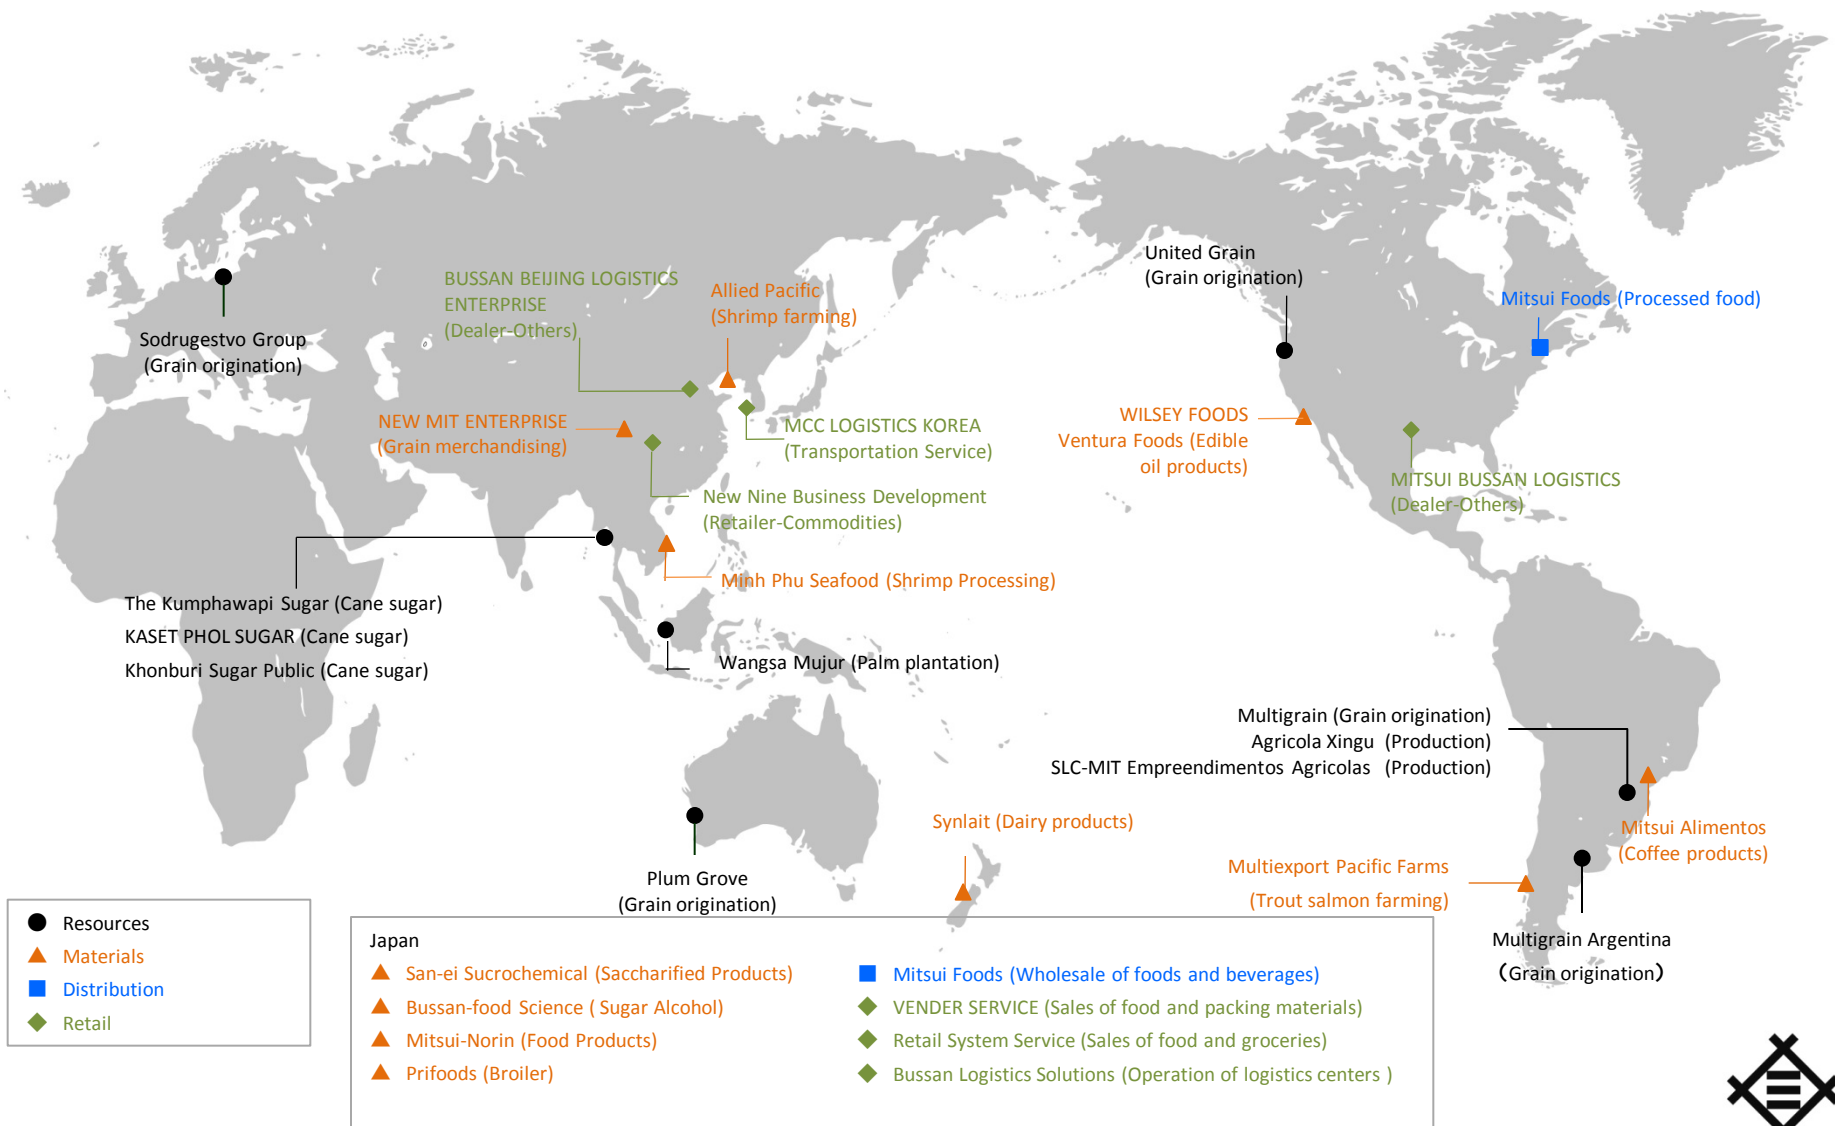 United Grain
(Grain origination)
BUSSAN BEIJING LOGISTICS
ENTERPRISE
(Dealer-Others)
Allied Pacific
(Shrimp farming)
Mitsui Foods (Processed food)
Sodrugestvo Group
(Grain origination)
NEW MIT ENTERPRISE
(Grain merchandising)
MCC LOGISTICS KOREA
(Transportation Service)
WILSEY FOODS
Ventura Foods (Edible
oil products)
MITSUI BUSSAN LOGISTICS
(Dealer-Others)
New Nine Business Development
(Retailer-Commodities)
Minh Phu Seafood (Shrimp Processing)
The Kumphawapi Sugar (Cane sugar)
KASET PHOL SUGAR (Cane sugar)
Khonburi Sugar Public (Cane sugar)
Wangsa Mujur (Palm plantation)
Multigrain (Grain origination)
Agricola Xingu (Production)
SLC-MIT Empreendimentos Agricolas (Production)
Synlait (Dairy products)
Mitsui Alimentos
(Coffee products)
Plum Grove
(Grain origination)
Multiexport Pacific Farms
(Trout salmon farming)
Multigrain Argentina
(Grain origination)
Resources
Materials
Distribution
Retail
Japan
San-ei Sucrochemical (Saccharified Products)
Bussan-food Science ( Sugar Alcohol)
Mitsui-Norin (Food Products)
Prifoods (Broiler)
Mitsui Foods (Wholesale of foods and beverages)
VENDER SERVICE (Sales of food and packing materials)
Retail System Service (Sales of food and groceries)
Bussan Logistics Solutions (Operation of logistics centers )